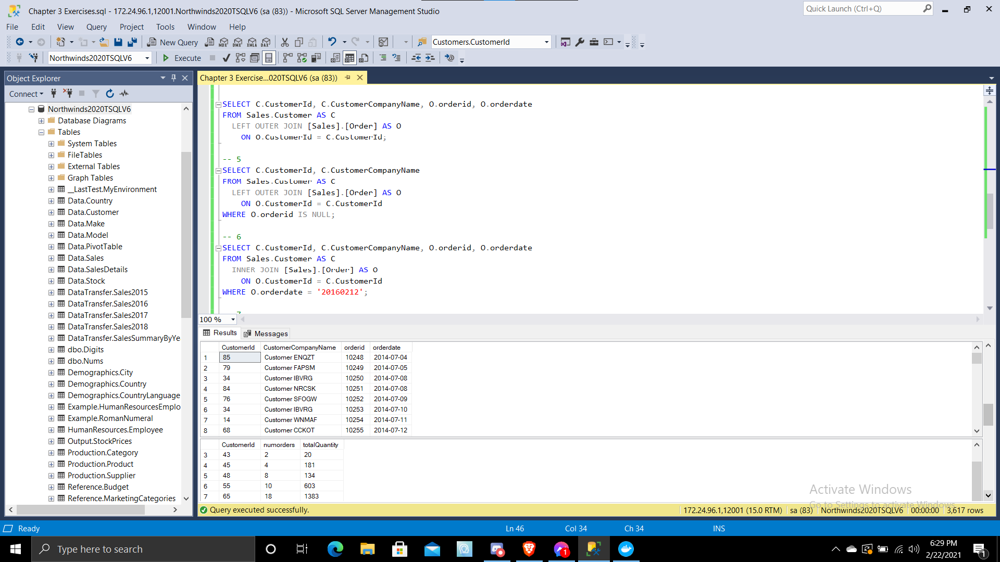 Chapter 3 Exercises.sql - 172.24.96.1,12001.Northwinds2020TSQLV6 (sa (83)) - Microsoft SQL Server Management Studio
Quick Launch (Ctrl+Q)
File Edit View Query Project Tools Window Help
New Query
MDX DMX XMLA DAX
Customers.CustomerId
Northwinds2020TSQLV6
Execute
Object Explorer
Connect
Northwinds2020TSQLV6
Database Diagrams
Tables
System Tables
FileTables
External Tables
Graph Tables
__LastTest.MyEnvironment
Data.Country
Data.Customer
Data.Make
Data.Model
Data.PivotTable
Data.Sales
Data.SalesDetails
Data.Stock
DataTransfer.Sales2015
DataTransfer.Sales2016
DataTransfer.Sales2017
DataTransfer.Sales2018
DataTransfer.SalesSummaryByYe
dbo.Digits
dbo.Nums
Demographics.City
Demographics.Country
Demographics.CountryLanguage
Example.HumanResourcesEmplo
Example.RomanNumeral
HumanResources.Employee
Output.StockPrices
Production.Category
Production.Product
Production.Supplier
Reference.Budget
Reference.MarketingCategories
Chapter 3 Exercise...020TSQLV6 (sa (83))
SELECT C.CustomerId, C.CustomerCompanyName, O.orderid, O.orderdate
FROM Sales.Customer AS C
LEFT OUTER JOIN [Sales].[Order] AS O
ON O.CustomerId = C.CustomerId;
-- 5
SELECT C.CustomerId, C.CustomerCompanyName
FROM Sales.Customer AS C
LEFT OUTER JOIN [Sales].[Order] AS O
ON O.CustomerId = C.CustomerId
WHERE O.orderid IS NULL;
-- 6
SELECT C.CustomerId, C.CustomerCompanyName, O.orderid, O.orderdate
FROM Sales.Customer AS C
INNER JOIN [Sales].[Order] AS O
ON O.CustomerId = C.CustomerId
WHERE O.orderdate = '20160212';
100 %
Results Messages
CustomerId CustomerCompanyName orderid orderdate
1 85 Customer ENQZT 10248 2014-07-04
2 79 Customer FAPSM 10249 2014-07-05
3 34 Customer IBVRG 10250 2014-07-08
4 84 Customer NRCSK 10251 2014-07-08
5 76 Customer SFOGW 10252 2014-07-09
6 34 Customer IBVRG 10253 2014-07-10
7 14 Customer WNMAF 10254 2014-07-11
8 68 Customer CCKOT 10255 2014-07-12
CustomerId numorders totalQuantity
3 43 2 20
4 45 4 181
5 48 8 134
6 55 10 603
7 65 18 1383
Activate Windows
Go to Settings to activate Windows.
Query executed successfully.
172.24.96.1,12001 (15.0 RTM) sa (83) Northwinds2020TSQLV6 00:00:00 3,617 rows
Ready
Ln 46 Col 34 Ch 34 INS
Type here to search
1
6:29 PM
2/22/2021
1